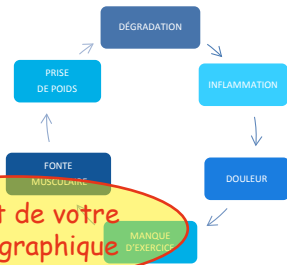 DÉGRADATION
INFLAMMATION
DOULEUR
MANQUE
D'EXERCICE
FONTE
MUSCULAIRE
PRISE
DE POIDS
t de votre
graphique